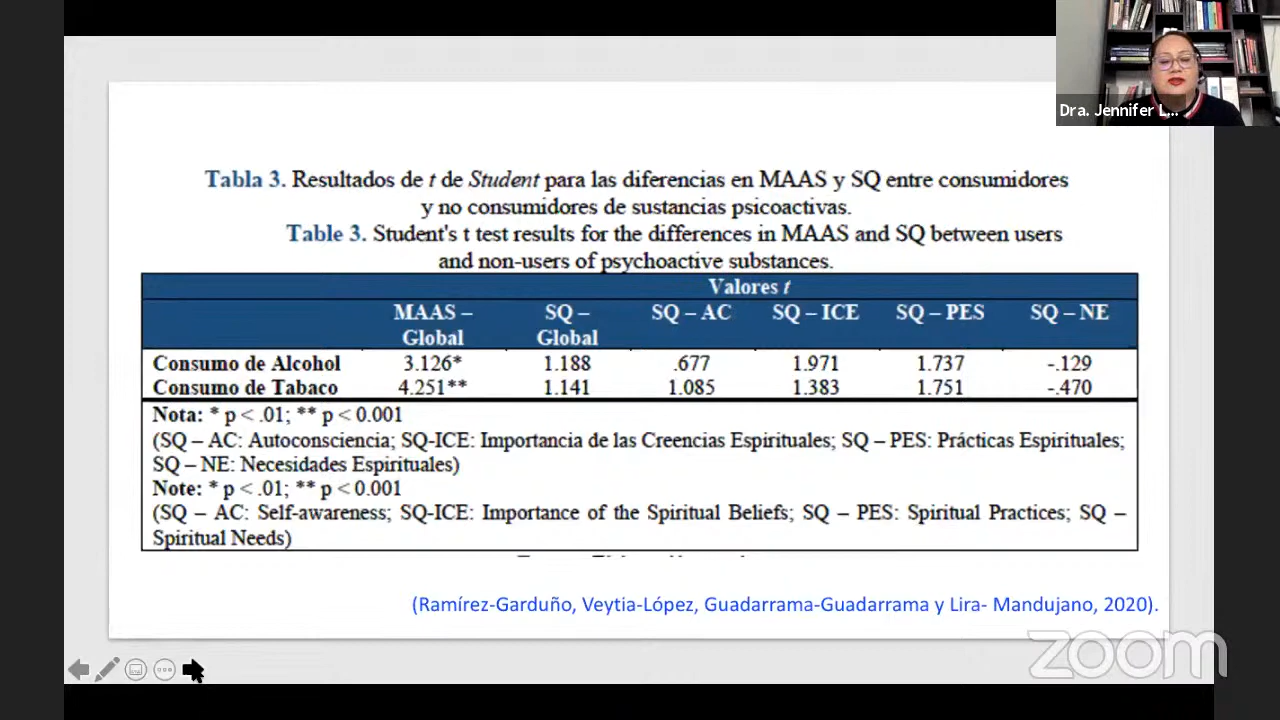 Dra. Jennifer L...
Tabla 3. Resultados de t de Student para las diferencias en MAAS y SQ entre consumidores
y no consumidores de sustancias psicoactivas.
Table 3. Student's t test results for the differences in MAAS and SQ between users
and non-users of psychoactive substances.
Valores t
MAAS – Global SQ – Global SQ – AC SQ – ICE SQ – PES SQ – NE
Consumo de Alcohol 3.126* 1.188 .677 1.971 1.737 -.129
Consumo de Tabaco 4.251** 1.141 1.085 1.383 1.751 -.470
Nota: * p < .01; ** p < 0.001
(SQ – AC: Autoconsciencia; SQ-ICE: Importancia de las Creencias Espirituales; SQ – PES: Prácticas Espirituales;
SQ – NE: Necesidades Espirituales)
Note: * p < .01; ** p < 0.001
(SQ – AC: Self-awareness; SQ-ICE: Importance of the Spiritual Beliefs; SQ – PES: Spiritual Practices; SQ –
Spiritual Needs)
(Ramírez-Garduño, Veytia-López, Guadarrama-Guadarrama y Lira- Mandujano, 2020).
zoom